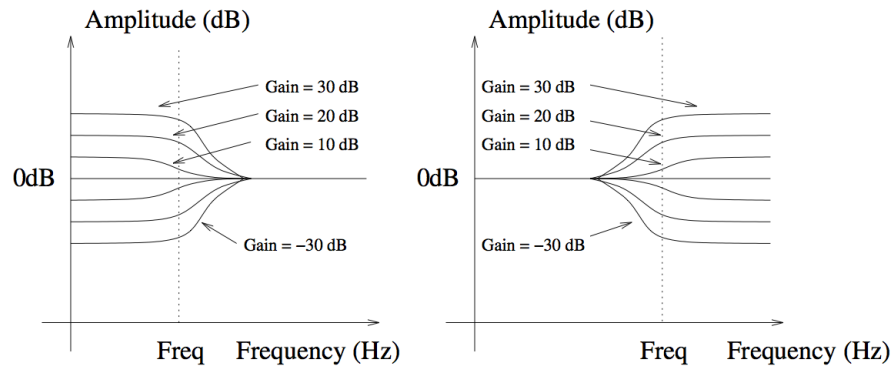 Amplitude (dB)
Gain = 30 dB
Gain = 20 dB
Gain = 10 dB
0dB
Gain = −30 dB
Freq
Frequency (Hz)
Amplitude (dB)
Gain = 30 dB
Gain = 20 dB
Gain = 10 dB
0dB
Gain = −30 dB
Freq
Frequency (Hz)